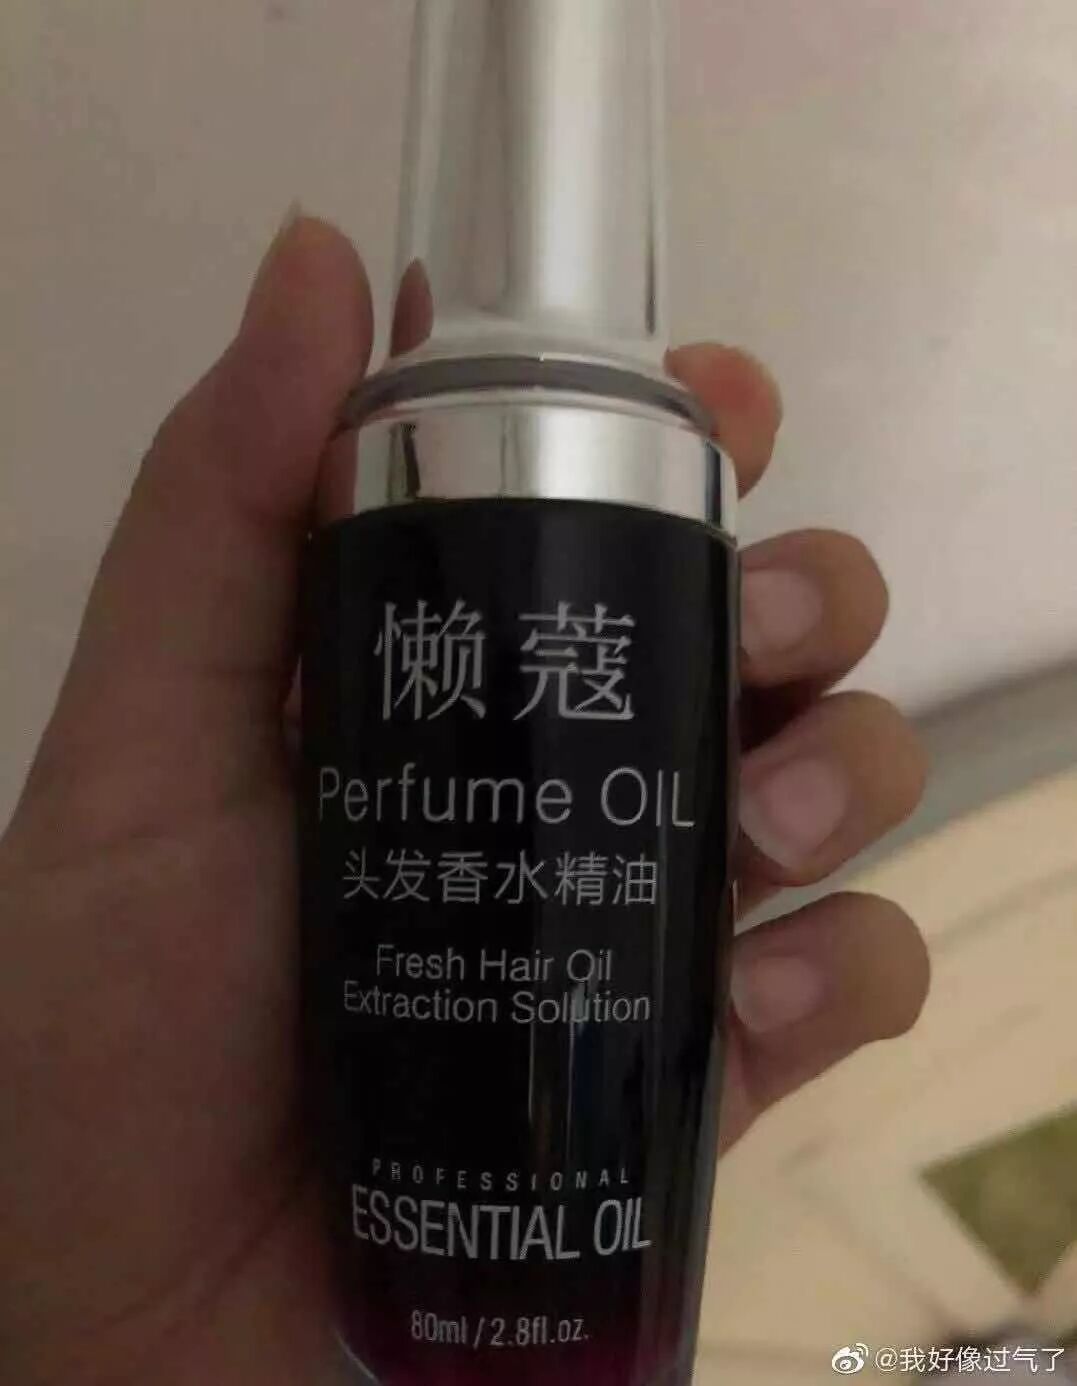 懒蔻
Perfume OIL
头发香水精油
Fresh Hair Oil
Extraction Solution
PROFESSIONAL
ESSENTIAL OIL
80ml / 2.8fl.oz.
@我好像过气了